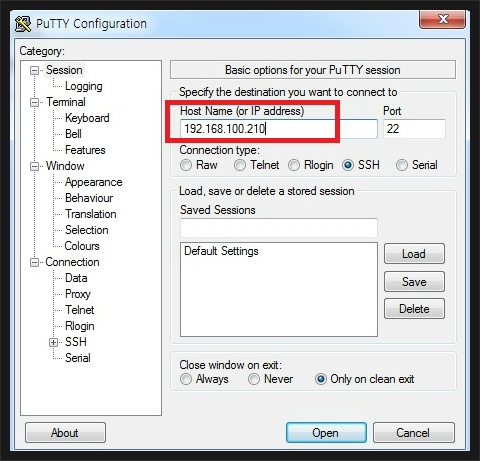 PuTTY Configuration
Category:
Session
Logging
Terminal
Keyboard
Bell
Features
Window
Appearance
Behaviour
Translation
Selection
Colours
Connection
Data
Proxy
Telnet
Rlogin
SSH
Serial
Basic options for your PuTTY session
Specify the destination you want to connect to
Host Name (or IP address) Port
192.168.100.210 22
Connection type:
Raw Telnet Rlogin SSH Serial
Load, save or delete a stored session
Saved Sessions
Default Settings
Load
Save
Delete
Close window on exit:
Always Never Only on clean exit
About Open Cancel